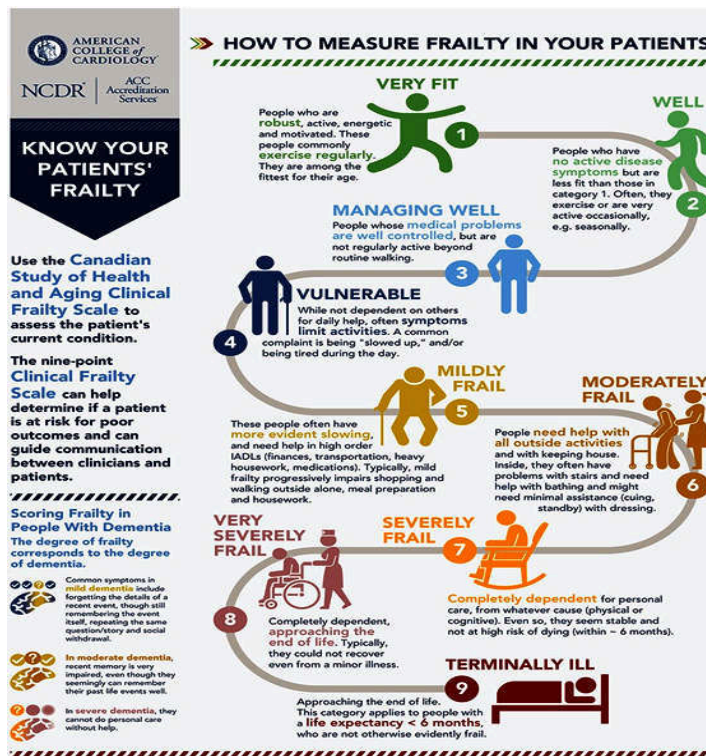 AMERICAN
COLLEGE of
CARDIOLOGY
NCDR
ACC
Accreditation
Services
KNOW YOUR
PATIENTS'
FRAILTY
Use the Canadian
Study of Health
and Aging Clinical
Frailty Scale to
assess the patient's
current condition.
The nine-point
Clinical Frailty
Scale can help
determine if a patient
is at risk for poor
outcomes and can
guide communication
between clinicians and
patients.
Scoring Frailty in
People With Dementia
The degree of frailty
corresponds to the degree
of dementia.
Common symptoms in
mild dementia include
forgetting the details of a
recent event, though still
remembering the event
itself, repeating the same
question/story and social
withdrawal.
In moderate dementia,
recent memory is very
impaired, even though they
seemingly can remember
their past life events well.
In severe dementia, they
cannot do personal care
without help.
HOW TO MEASURE FRAILTY IN YOUR PATIENTS
VERY FIT
1
People who are
robust, active, energetic
and motivated. These
people commonly
exercise regularly.
They are among the
fittest for their age.
WELL
2
People who have
no active disease
symptoms but are
less fit than those in
category 1. Often, they
exercise or are very
active occasionally,
e.g. seasonally.
MANAGING WELL
People whose medical problems
are well controlled, but are
not regularly active beyond
routine walking.
3
VULNERABLE
4
While not dependent on others
for daily help, often symptoms
limit activities. A common
complaint is being "slowed up," and/or
being tired during the day.
MILDLY
FRAIL
5
These people often have
more evident slowing,
and need help in high order
IADLs (finances, transportation, heavy
housework, medications). Typically, mild
frailty progressively impairs shopping and
walking outside alone, meal preparation
and housework.
MODERATELY
FRAIL
6
People need help with
all outside activities
and with keeping house.
Inside, they often have
problems with stairs and need
help with bathing and might
need minimal assistance (cuing,
standby) with dressing.
SEVERELY
FRAIL
7
Completely dependent for personal
care, from whatever cause (physical or
cognitive). Even so, they seem stable and
not at high risk of dying (within ~ 6 months).
VERY
SEVERELY
FRAIL
8
Completely dependent,
approaching the
end of life. Typically,
they could not recover
even from a minor illness.
TERMINALLY ILL
9
Approaching the end of life.
This category applies to people with
a life expectancy < 6 months,
who are not otherwise evidently frail.